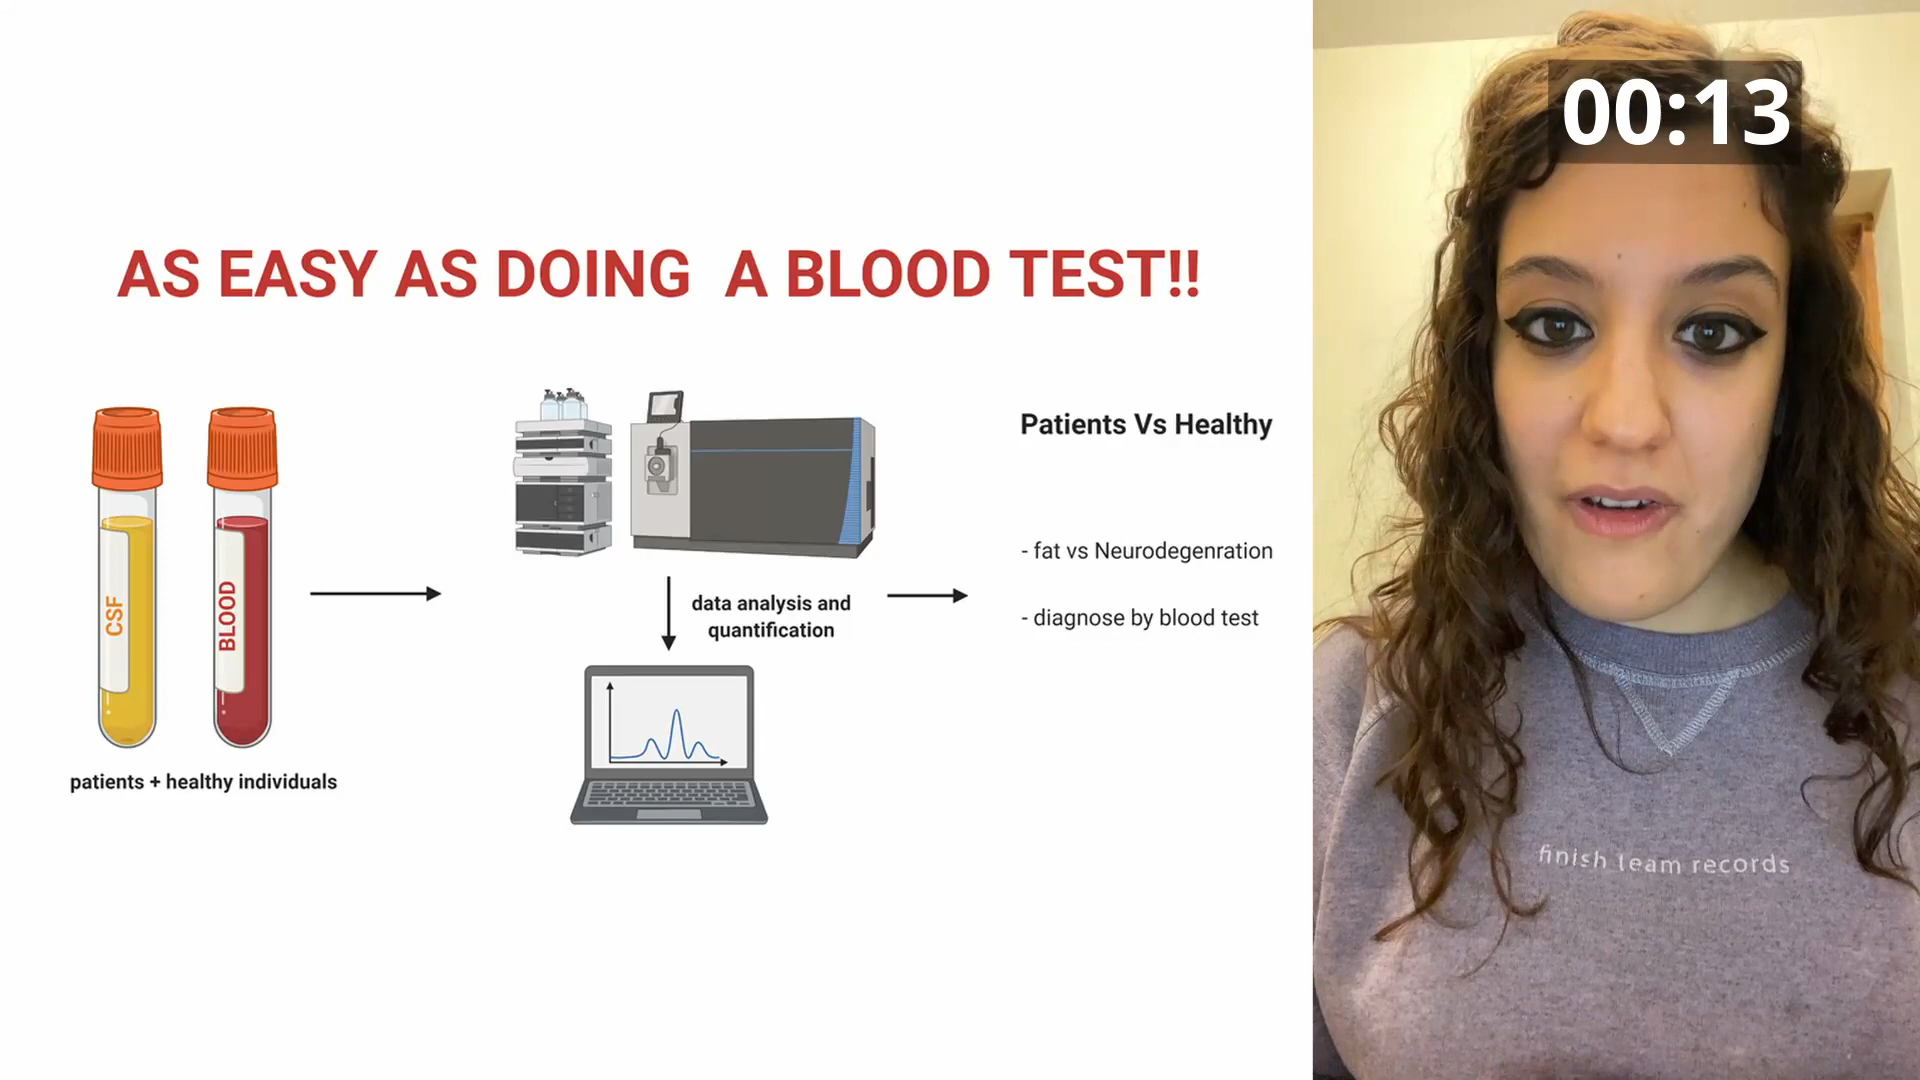 00:13
AS EASY AS DOING A BLOOD TEST!!
Patients Vs Healthy
- fat vs Neurodegenration
- diagnose by blood test
data analysis and
quantification
CSF
BLOOD
patients + healthy individuals
finish team records